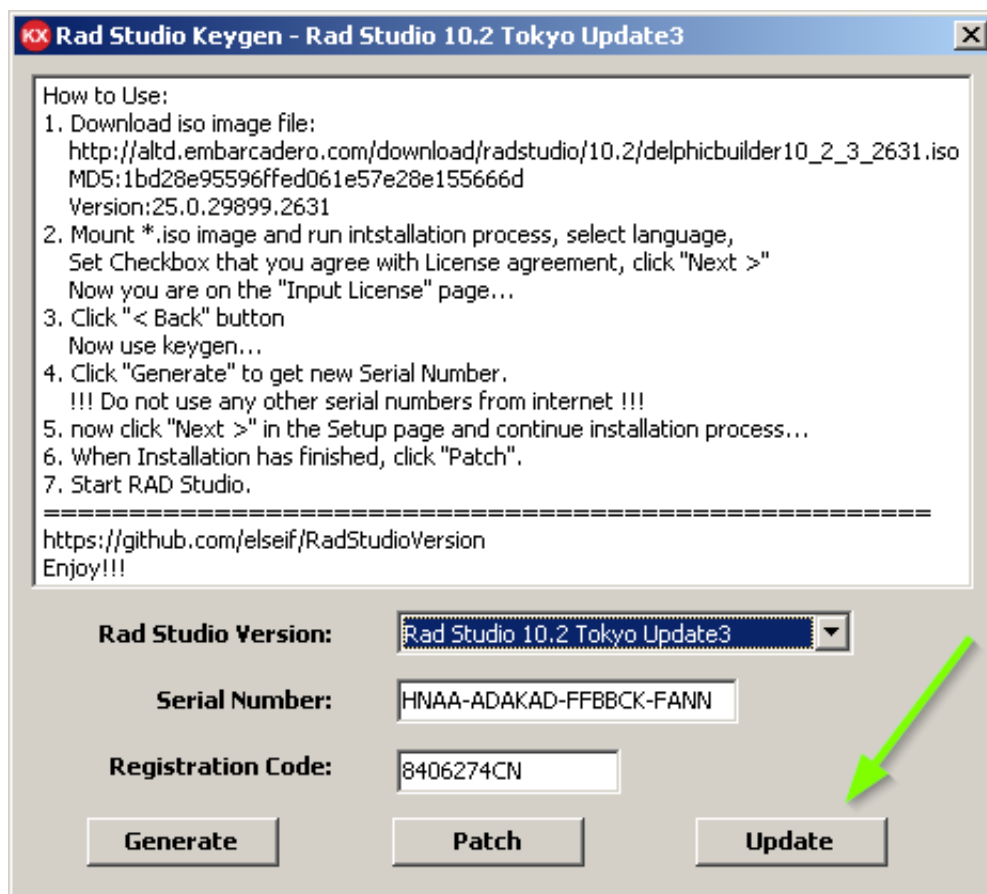 KX Rad Studio Keygen - Rad Studio 10.2 Tokyo Update3
How to Use:
1. Download iso image file:
http://altd.embarcadero.com/download/radstudio/10.2/delphicbuilder10_2_3_2631.iso
MD5:1bd28e95596ffed061e57e28e155666d
Version:25.0.29899.2631
2. Mount *.iso image and run intstallation process, select language,
Set Checkbox that you agree with License agreement, click "Next >"
Now you are on the "Input License" page...
3. Click "< Back" button
Now use keygen...
4. Click "Generate" to get new Serial Number.
!!! Do not use any other serial numbers from internet !!!
5. now click "Next >" in the Setup page and continue installation process...
6. When Installation has finished, click "Patch".
7. Start RAD Studio.
======================================================
https://github.com/elseif/RadStudioVersion
Enjoy!!!
Rad Studio Version: Rad Studio 10.2 Tokyo Update3
Serial Number: HNAA-ADAKAD-FFBBCK-FANN
Registration Code: 8406274CN
Generate Patch Update